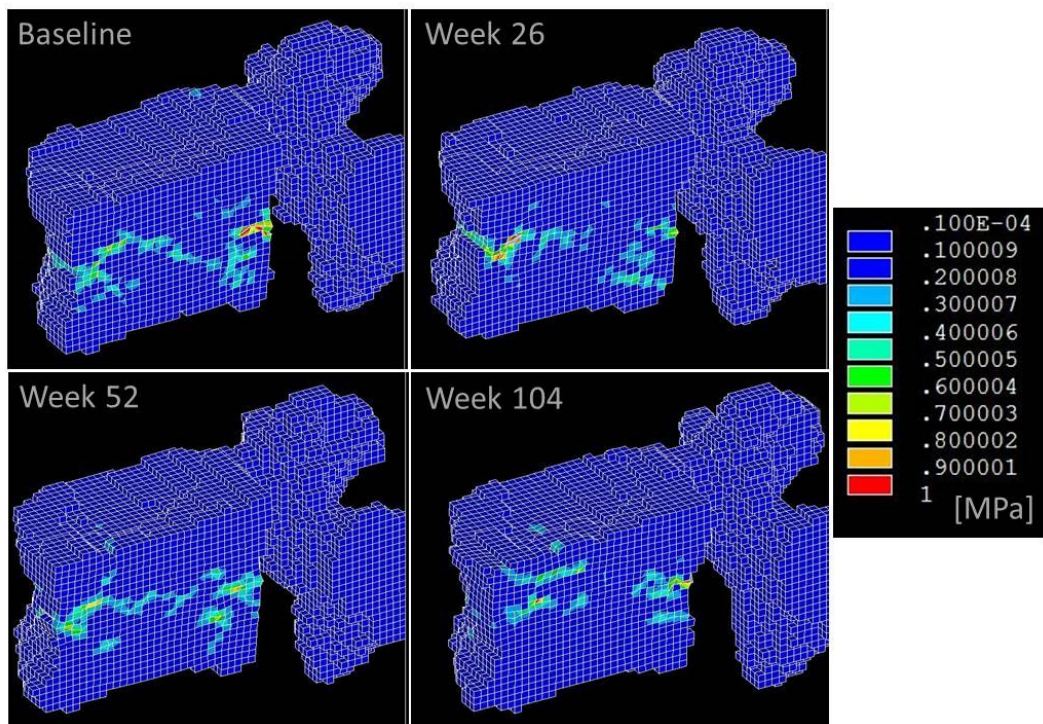 Baseline
Week 26
Week 52
Week 104
.100E-04
.100009
.200008
.300007
.400006
.500005
.600004
.700003
.800002
.900001
1
[MPa]